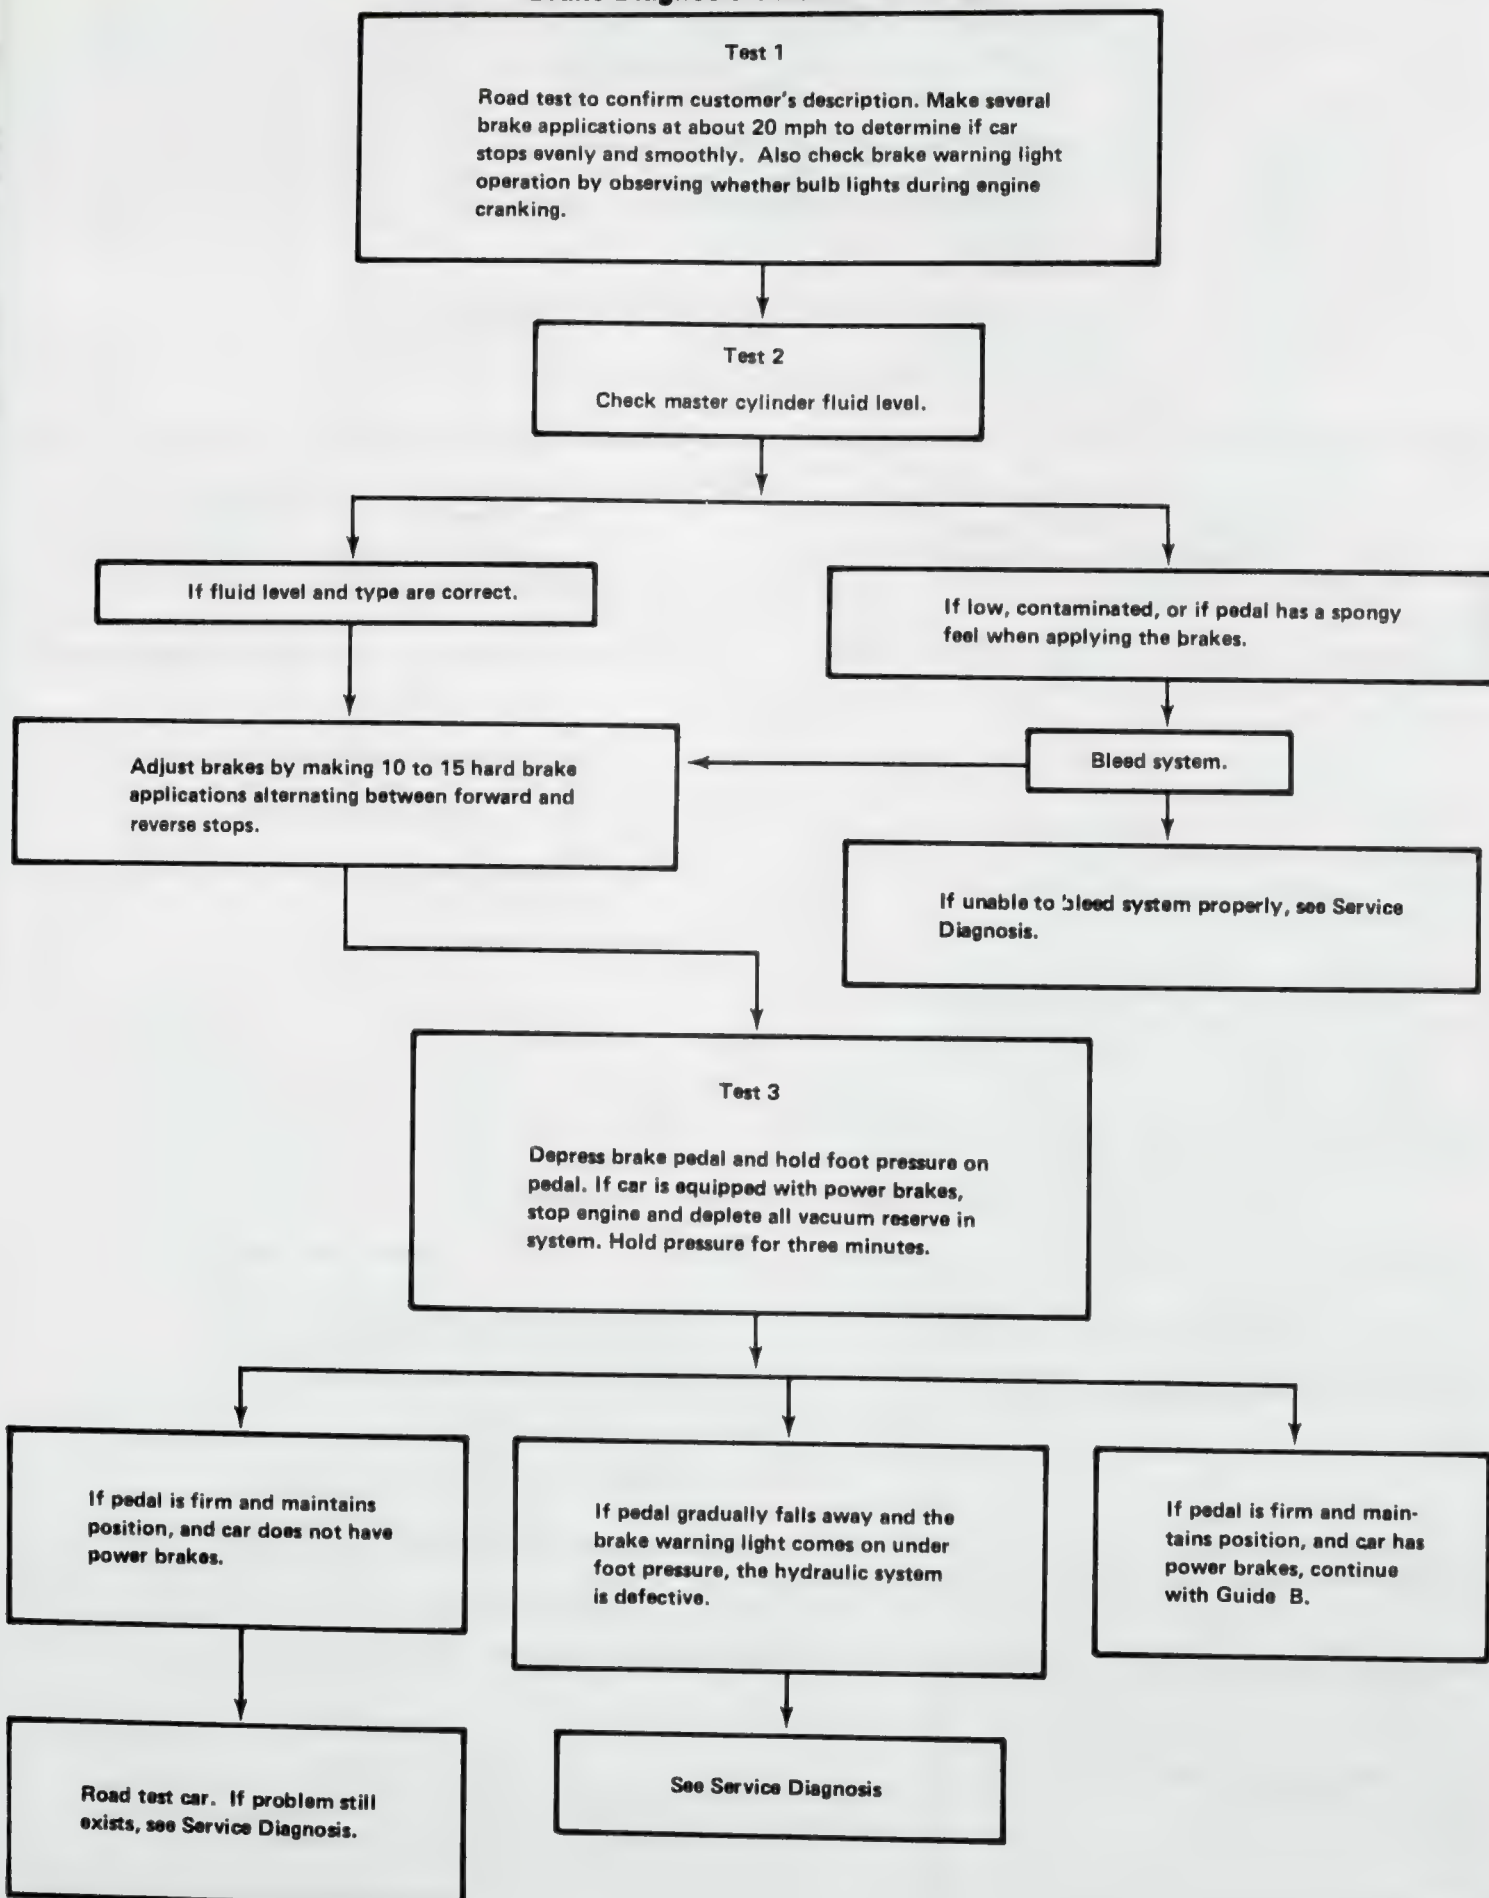 Test 1
Road test to confirm customer's description. Make several
brake applications at about 20 mph to determine if car
stops evenly and smoothly. Also check brake warning light
operation by observing whether bulb lights during engine
cranking.
Test 2
Check master cylinder fluid level.
If fluid level and type are correct.
If low, contaminated, or if pedal has a spongy
feel when applying the brakes.
Adjust brakes by making 10 to 15 hard brake
applications alternating between forward and
reverse stops.
Bleed system.
If unable to bleed system properly, see Service
Diagnosis.
Test 3
Depress brake pedal and hold foot pressure on
pedal. If car is equipped with power brakes,
stop engine and deplete all vacuum reserve in
system. Hold pressure for three minutes.
If pedal is firm and maintains
position, and car does not have
power brakes.
If pedal gradually falls away and the
brake warning light comes on under
foot pressure, the hydraulic system
is defective.
If pedal is firm and main-
tains position, and car has
power brakes, continue
with Guide B.
Road test car. If problem still
exists, see Service Diagnosis.
See Service Diagnosis